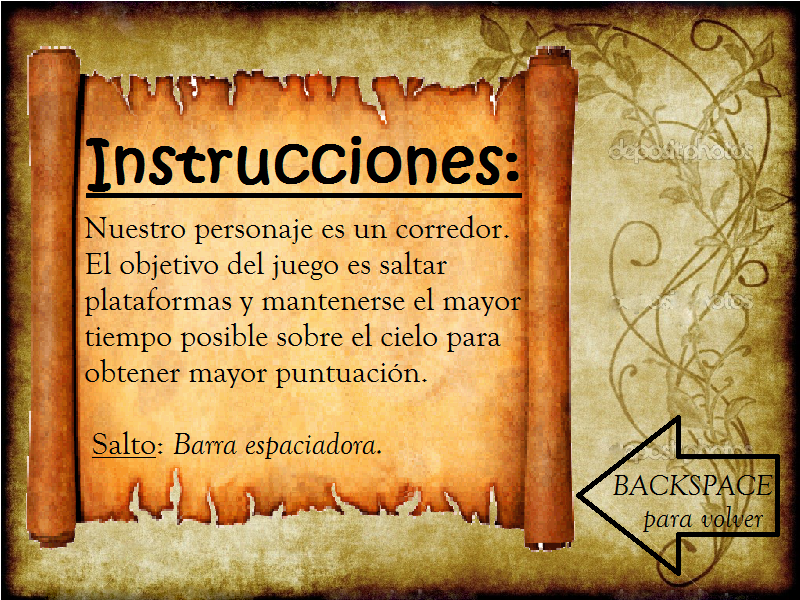 Instrucciones:
Nuestro personaje es un corredor.
El objetivo del juego es saltar
plataformas y mantenerse el mayor
tiempo posible sobre el cielo para
obtener mayor puntuación.
Salto: Barra espaciadora.
BACKSPACE
para volver
depositphotos